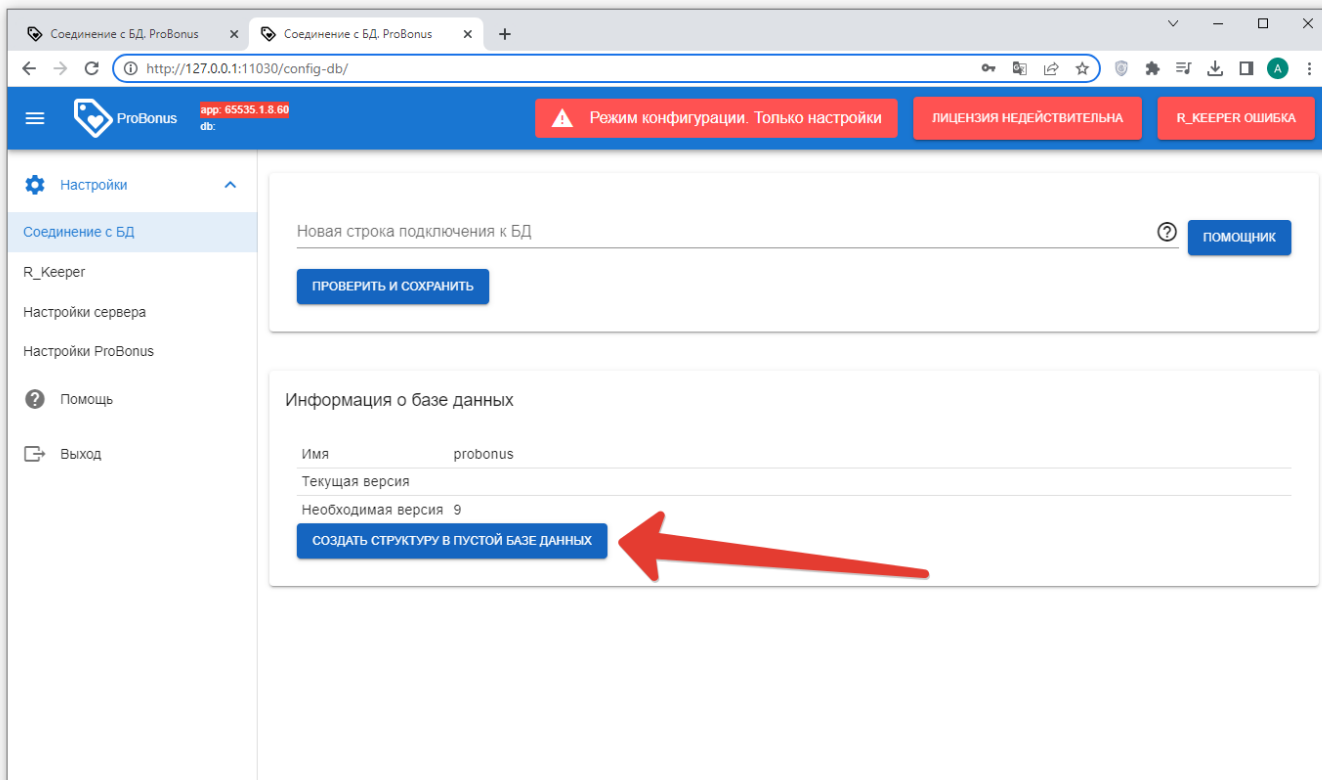 Соединение с БД. ProBonus
Соединение с БД. ProBonus
http://127.0.0.1:11030/config-db/
A
ProBonus
app: 65535.1.8.60
db:
Режим конфигурации. Только настройки
ЛИЦЕНЗИЯ НЕДЕЙСТВИТЕЛЬНА
R_KEEPER ОШИБКА
Настройки
Соединение с БД
R_Keeper
Настройки сервера
Настройки ProBonus
Помощь
Выход
Новая строка подключения к БД
ПОМОЩНИК
ПРОВЕРИТЬ И СОХРАНИТЬ
Информация о базе данных
Имя probonus
Текущая версия
Необходимая версия 9
СОЗДАТЬ СТРУКТУРУ В ПУСТОЙ БАЗЕ ДАННЫХ